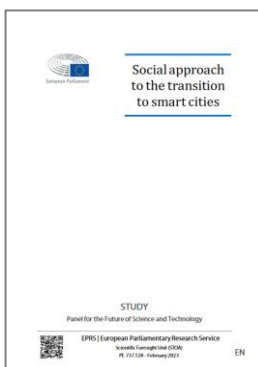 European Parliament
Social approach
to the transition
to smart cities
STUDY
Panel for the Future of Science and Technology
EPRS | European Parliamentary Research Service
Scientific Foresight Unit (STOA)
PE 737.128 - February 2023
EN